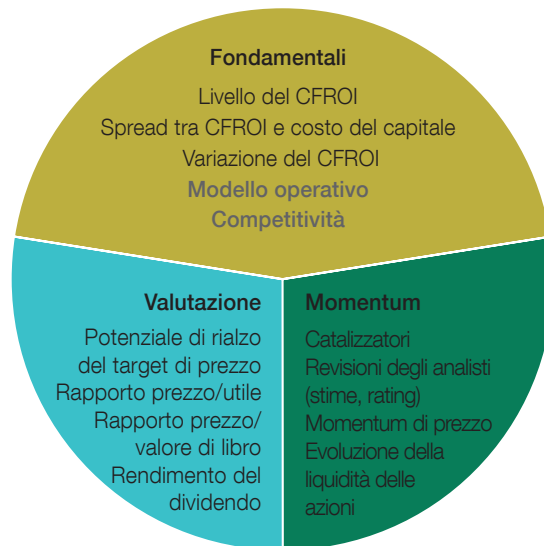 Fondamentali
Livello del CFROI
Spread tra CFROI e costo del capitale
Variazione del CFROI
Modello operativo
Competitività
Valutazione
Potenziale di rialzo
del target di prezzo
Rapporto prezzo/utile
Rapporto prezzo/
valore di libro
Rendimento del
dividendo
Momentum
Catalizzatori
Revisioni degli analisti
(stime, rating)
Momentum di prezzo
Evoluzione della
liquidità delle
azioni